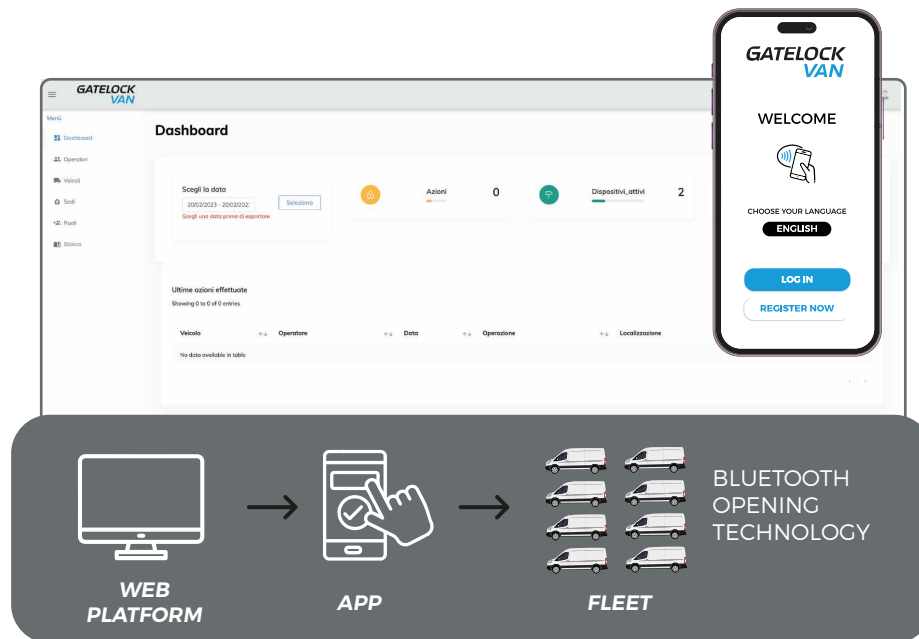 GATELOCK
VAN
Menù
Dashboard
Operatori
Veicoli
Sedi
Ruoli
Storico
Dashboard
Scegli la data
20/02/2023 - 20/02/202
Seleziona
Scegli una data prima di esportare
Azioni
0
Dispositivi_attivi
2
Ultime azioni effettuate
Showing 0 to 0 of 0 entries
Veicolo
Operatore
Data
Operazione
Localizzazione
No data available in table
GATELOCK
VAN
WELCOME
CHOOSE YOUR LANGUAGE
ENGLISH
LOG IN
REGISTER NOW
WEB
PLATFORM
APP
FLEET
BLUETOOTH
OPENING
TECHNOLOGY